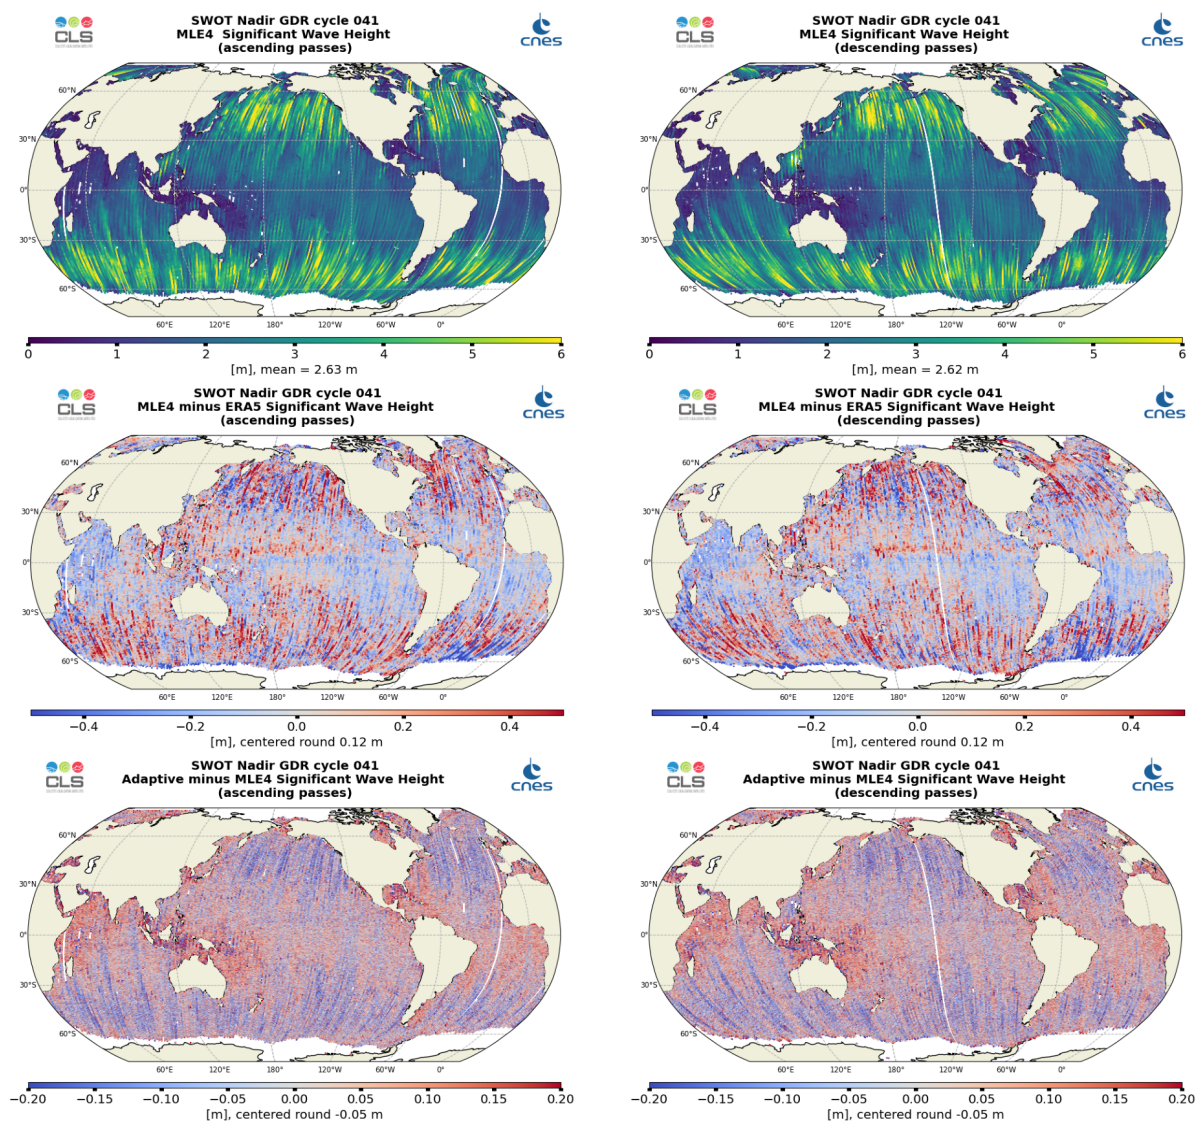 CLS
SWOT Nadir GDR cycle 041
MLE4  Significant Wave Height
(ascending passes)
cnes
60°N
30°N
0°
30°S
60°S
60°E 120°E 180° 120°W 60°W 0°
0 1 2 3 4 5 6
[m], mean = 2.63 m
CLS
SWOT Nadir GDR cycle 041
MLE4 Significant Wave Height
(descending passes)
cnes
60°N
30°N
0°
30°S
60°S
60°E 120°E 180° 120°W 60°W 0°
0 1 2 3 4 5 6
[m], mean = 2.62 m
CLS
SWOT Nadir GDR cycle 041
MLE4 minus ERA5 Significant Wave Height
(ascending passes)
cnes
60°N
30°N
0°
30°S
60°S
60°E 120°E 180° 120°W 60°W 0°
−0.4 −0.2 0.0 0.2 0.4
[m], centered round 0.12 m
CLS
SWOT Nadir GDR cycle 041
MLE4 minus ERA5 Significant Wave Height
(descending passes)
cnes
60°N
30°N
0°
30°S
60°S
60°E 120°E 180° 120°W 60°W 0°
−0.4 −0.2 0.0 0.2 0.4
[m], centered round 0.12 m
CLS
SWOT Nadir GDR cycle 041
Adaptive minus MLE4 Significant Wave Height
(ascending passes)
cnes
60°N
30°N
0°
30°S
60°S
60°E 120°E 180° 120°W 60°W 0°
−0.20 −0.15 −0.10 −0.05 0.00 0.05 0.10 0.15 0.20
[m], centered round -0.05 m
CLS
SWOT Nadir GDR cycle 041
Adaptive minus MLE4 Significant Wave Height
(descending passes)
cnes
60°N
30°N
0°
30°S
60°S
60°E 120°E 180° 120°W 60°W 0°
−0.20 −0.15 −0.10 −0.05 0.00 0.05 0.10 0.15 0.20
[m], centered round -0.05 m